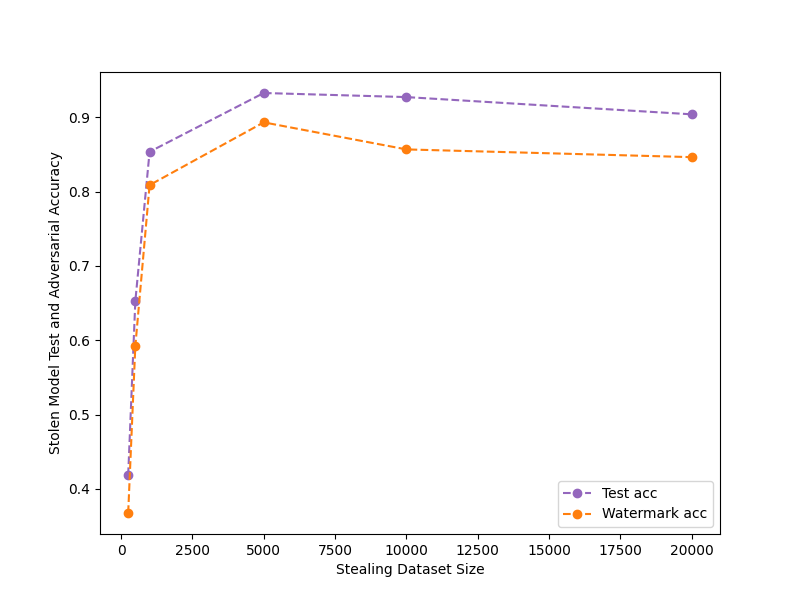 0.9
0.8
0.7
0.6
0.5
0.4
Stolen Model Test and Adversarial Accuracy
Test acc
Watermark acc
0 2500 5000 7500 10000 12500 15000 17500 20000
Stealing Dataset Size